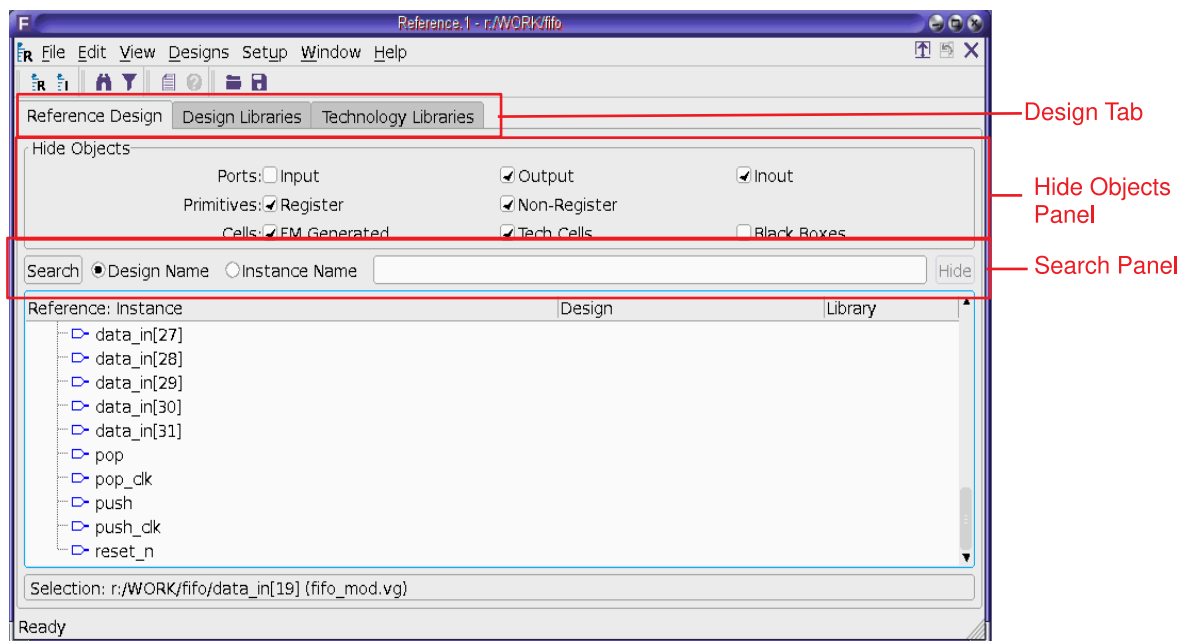 F Reference.1 - r:/WORK/fifo
R File Edit View Designs Setup Window Help
R I
Reference Design Design Libraries Technology Libraries
Design Tab
Hide Objects
Ports: Input Output Inout
Primitives: Register Non-Register
Cells: FM Generated Tech Cells Black Boxes
Hide Objects
Panel
Search Design Name Instance Name Hide
Search Panel
Reference: Instance Design Library
data_in[27]
data_in[28]
data_in[29]
data_in[30]
data_in[31]
pop
pop_clk
push
push_clk
reset_n
Selection: r:/WORK/fifo/data_in[19] (fifo_mod.vg)
Ready